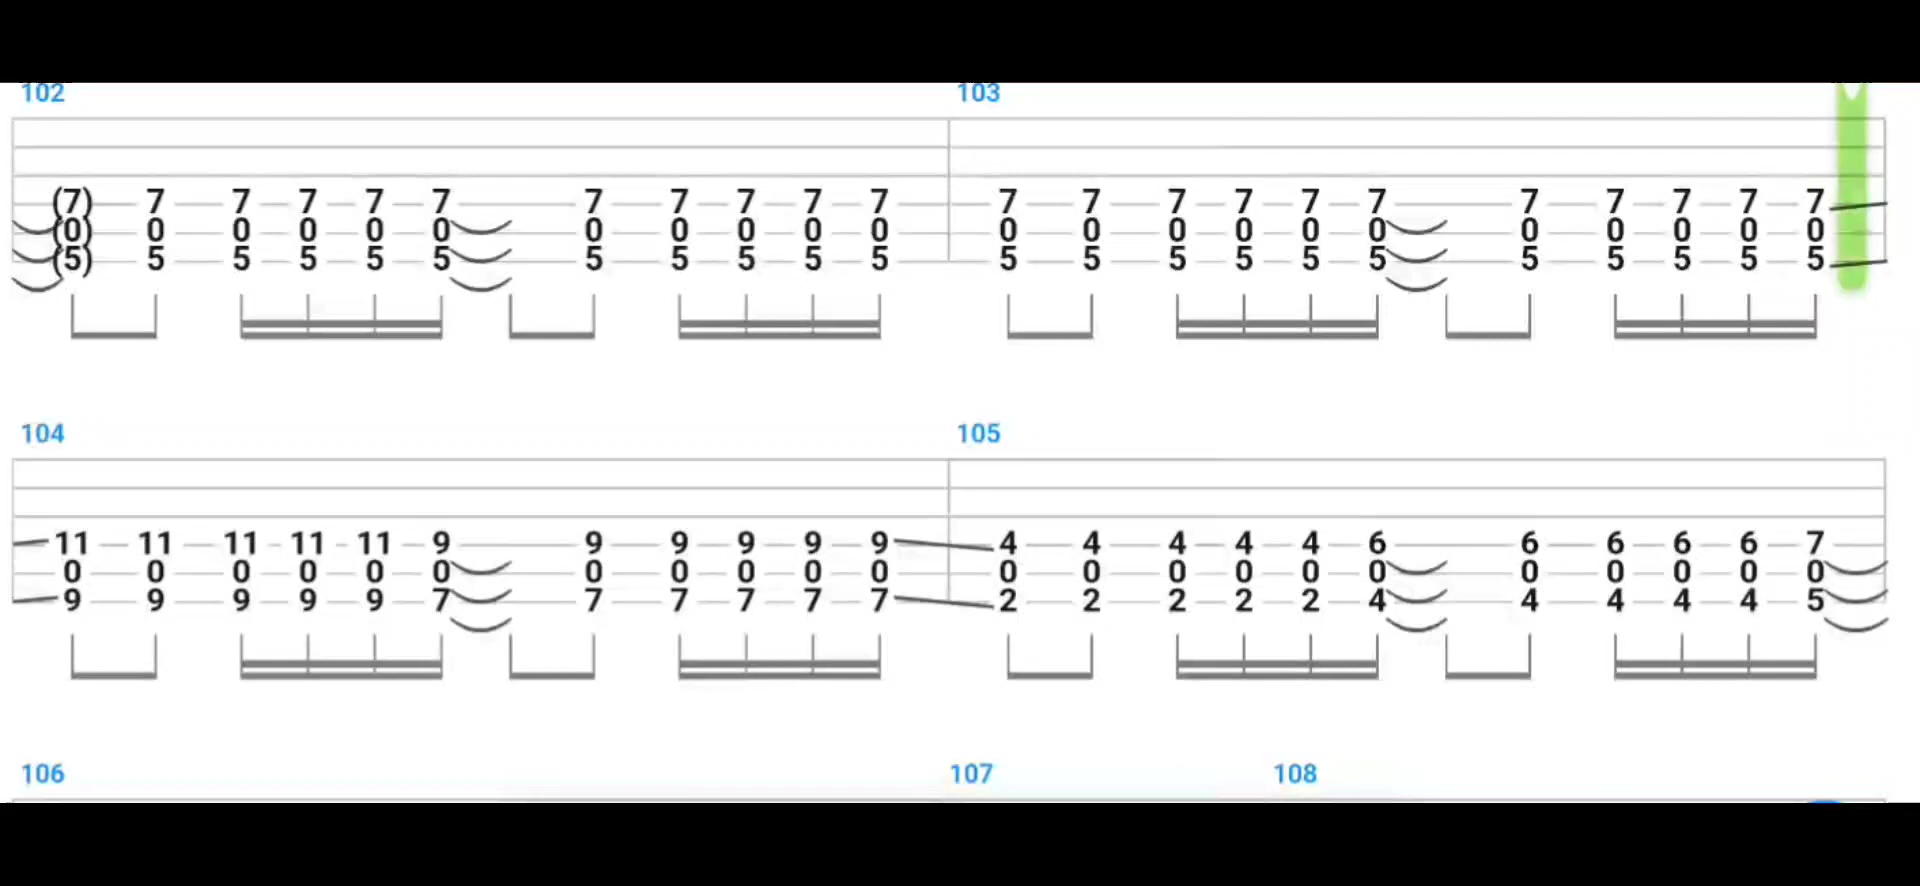 102 103
(7) 7 7 7 7 7 7 7 7 7 7 7 7 7 7 7 7 7 7 7 7 7
(0) 0 0 0 0 0 0 0 0 0 0 0 0 0 0 0 0 0 0 0 0 0
(5) 5 5 5 5 5 5 5 5 5 5 5 5 5 5 5 5 5 5 5 5 5
104 105
11 11 11 11 11 9 9 9 9 9 9 4 4 4 4 4 6 6 6 6 6 7
0 0 0 0 0 0 0 0 0 0 0 0 0 0 0 0 0 0 0 0 0 0
9 9 9 9 9 7 7 7 7 7 7 2 2 2 2 2 4 4 4 4 4 5
106 107 108